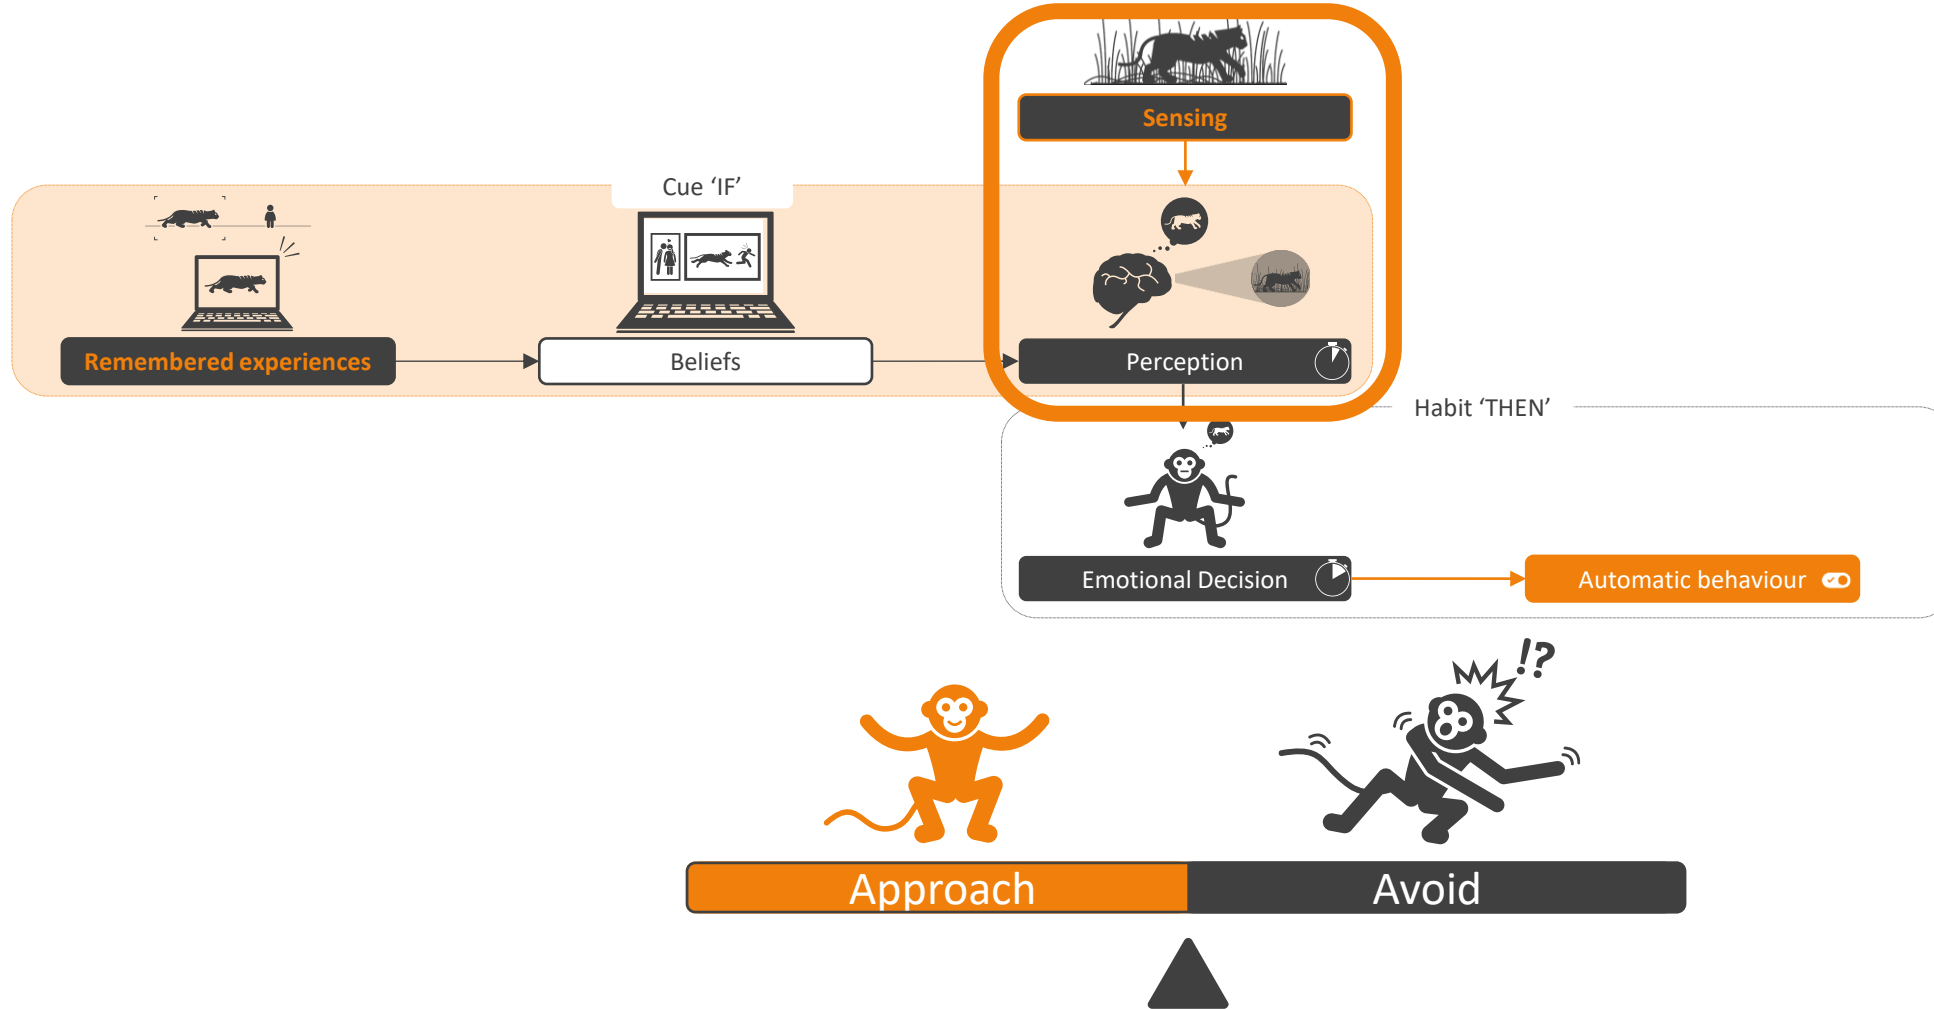 Sensing
Cue ‘IF’
Remembered experiences
Beliefs
Perception
Habit ‘THEN’
Emotional Decision
Automatic behaviour
!?
Approach
Avoid